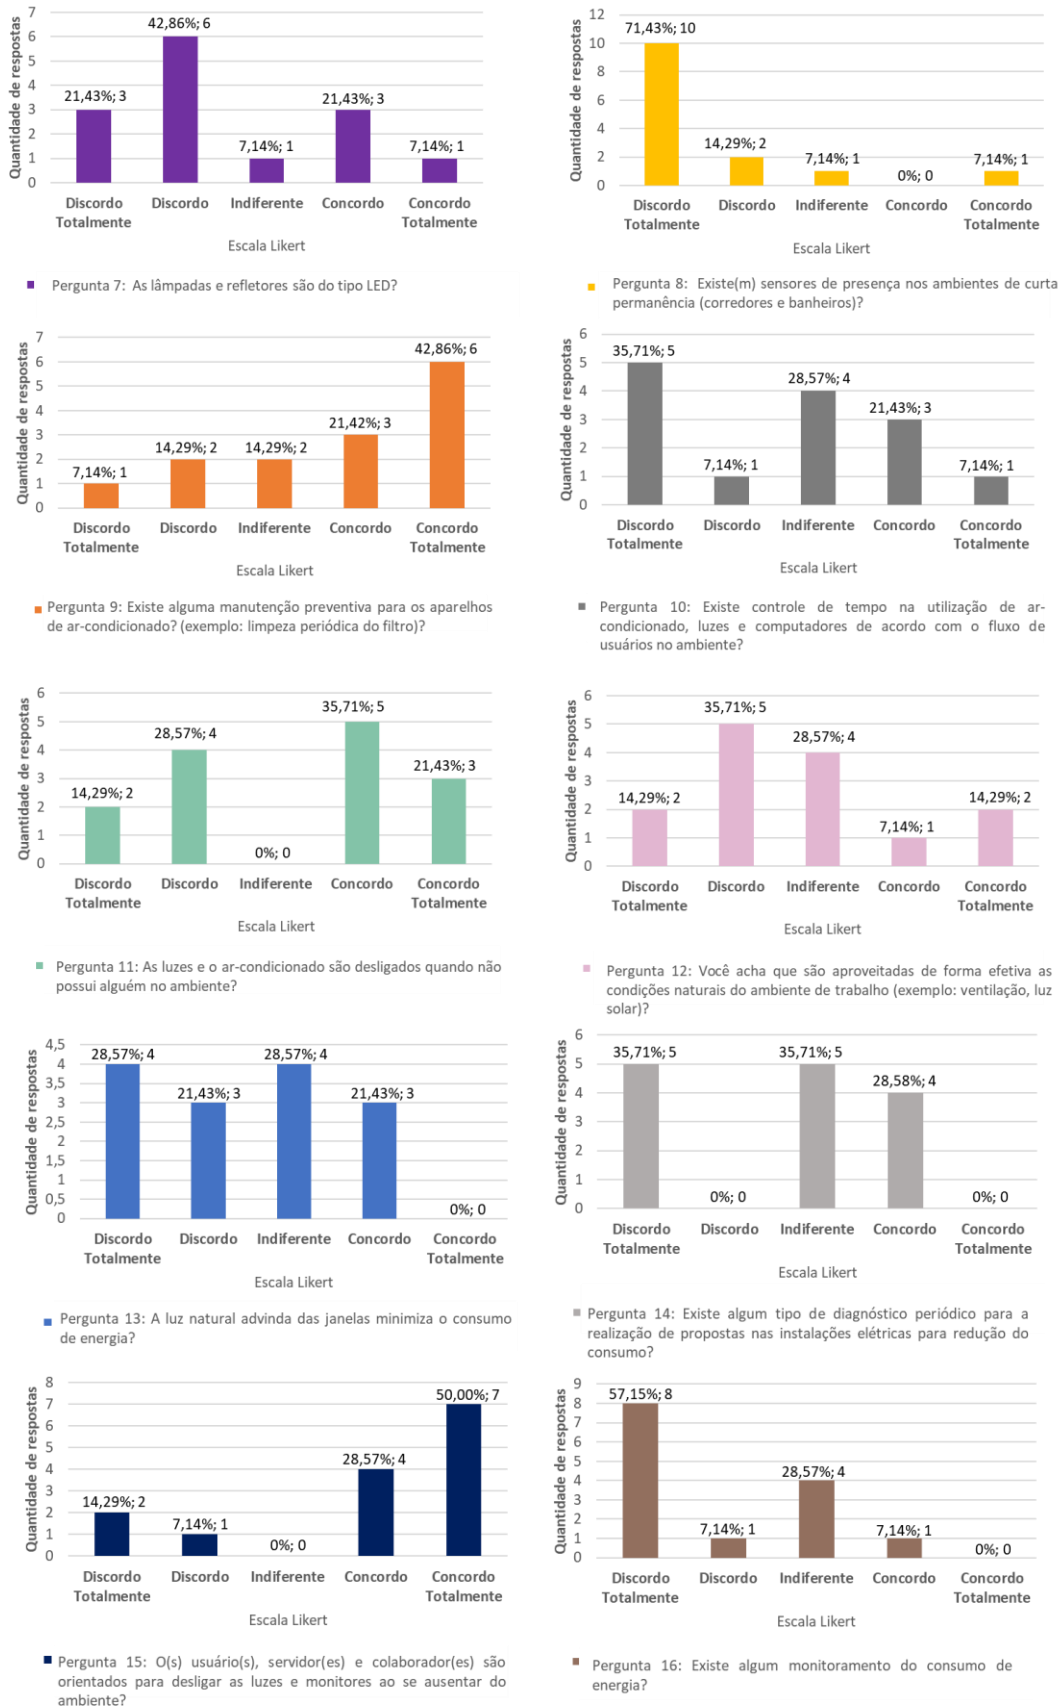 7
6
5
4
3
2
1
0
Quantidade de respostas
21,43%; 3
42,86%; 6
7,14%; 1
21,43%; 3
7,14%; 1
Discordo Totalmente
Discordo
Indiferente
Concordo
Concordo Totalmente
Escala Likert
Pergunta 7: As lâmpadas e refletores são do tipo LED?
12
10
8
6
4
2
0
Quantidade de respostas
71,43%; 10
14,29%; 2
7,14%; 1
0%; 0
7,14%; 1
Discordo Totalmente
Discordo
Indiferente
Concordo
Concordo Totalmente
Escala Likert
Pergunta 8: Existe(m) sensores de presença nos ambientes de curta
permanência (corredores e banheiros)?
7
6
5
4
3
2
1
0
Quantidade de respostas
7,14%; 1
14,29%; 2
14,29%; 2
21,42%; 3
42,86%; 6
Discordo Totalmente
Discordo
Indiferente
Concordo
Concordo Totalmente
Escala Likert
Pergunta 9: Existe alguma manutenção preventiva para os aparelhos
de ar-condicionado? (exemplo: limpeza periódica do filtro)?
6
5
4
3
2
1
0
Quantidade de respostas
35,71%; 5
7,14%; 1
28,57%; 4
21,43%; 3
7,14%; 1
Discordo Totalmente
Discordo
Indiferente
Concordo
Concordo Totalmente
Escala Likert
Pergunta 10: Existe controle de tempo na utilização de ar-
condicionado, luzes e computadores de acordo com o fluxo de
usuários no ambiente?
6
5
4
3
2
1
0
Quantidade de respostas
14,29%; 2
28,57%; 4
0%; 0
35,71%; 5
21,43%; 3
Discordo Totalmente
Discordo
Indiferente
Concordo
Concordo Totalmente
Escala Likert
Pergunta 11: As luzes e o ar-condicionado são desligados quando não
possui alguém no ambiente?
6
5
4
3
2
1
0
Quantidade de respostas
14,29%; 2
35,71%; 5
28,57%; 4
7,14%; 1
14,29%; 2
Discordo Totalmente
Discordo
Indiferente
Concordo
Concordo Totalmente
Escala Likert
Pergunta 12: Você acha que são aproveitadas de forma efetiva as
condições naturais do ambiente de trabalho (exemplo: ventilação, luz
solar)?
4,5
4
3,5
3
2,5
2
1,5
1
0,5
0
Quantidade de respostas
28,57%; 4
21,43%; 3
28,57%; 4
21,43%; 3
0%; 0
Discordo Totalmente
Discordo
Indiferente
Concordo
Concordo Totalmente
Escala Likert
Pergunta 13: A luz natural advinda das janelas minimiza o consumo
de energia?
6
5
4
3
2
1
0
Quantidade de respostas
35,71%; 5
0%; 0
35,71%; 5
28,58%; 4
0%; 0
Discordo Totalmente
Discordo
Indiferente
Concordo
Concordo Totalmente
Escala Likert
Pergunta 14: Existe algum tipo de diagnóstico periódico para a
realização de propostas nas instalações elétricas para redução do
consumo?
8
7
6
5
4
3
2
1
0
Quantidade de respostas
14,29%; 2
7,14%; 1
0%; 0
28,57%; 4
50,00%; 7
Discordo Totalmente
Discordo
Indiferente
Concordo
Concordo Totalmente
Escala Likert
Pergunta 15: O(s) usuário(s), servidor(es) e colaborador(es) são
orientados para desligar as luzes e monitores ao se ausentar do
ambiente?
9
8
7
6
5
4
3
2
1
0
Quantidade de respostas
57,15%; 8
7,14%; 1
28,57%; 4
7,14%; 1
0%; 0
Discordo Totalmente
Discordo
Indiferente
Concordo
Concordo Totalmente
Escala Likert
Pergunta 16: Existe algum monitoramento do consumo de
energia?